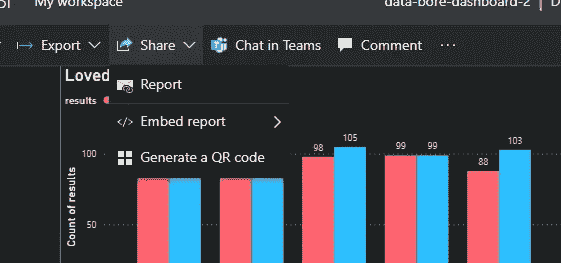 My workspace
data-bore-dashboard-2 | D
Export
Share
Chat in Teams
Comment
Loved
results
Report
Embed report
Generate a QR code
98
105
99
99
88
103
100
50
Count of results